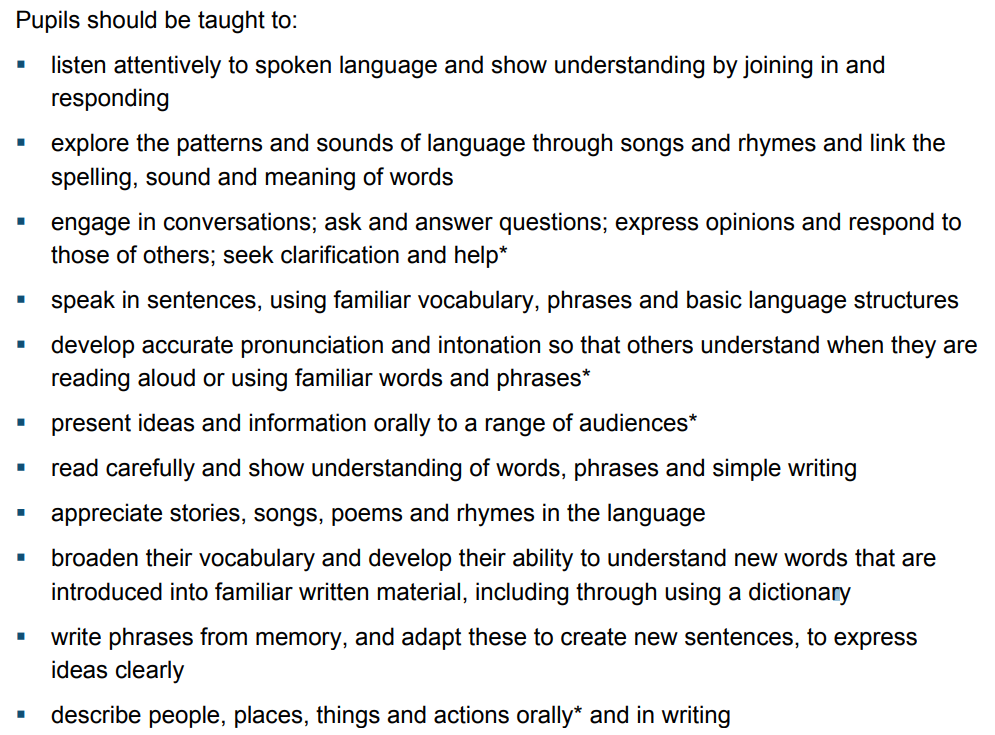 Pupils should be taught to:
▪ listen attentively to spoken language and show understanding by joining in and
responding
▪ explore the patterns and sounds of language through songs and rhymes and link the
spelling, sound and meaning of words
▪ engage in conversations; ask and answer questions; express opinions and respond to
those of others; seek clarification and help*
▪ speak in sentences, using familiar vocabulary, phrases and basic language structures
▪ develop accurate pronunciation and intonation so that others understand when they are
reading aloud or using familiar words and phrases*
▪ present ideas and information orally to a range of audiences*
▪ read carefully and show understanding of words, phrases and simple writing
▪ appreciate stories, songs, poems and rhymes in the language
▪ broaden their vocabulary and develop their ability to understand new words that are
introduced into familiar written material, including through using a dictionary
▪ write phrases from memory, and adapt these to create new sentences, to express
ideas clearly
▪ describe people, places, things and actions orally* and in writing